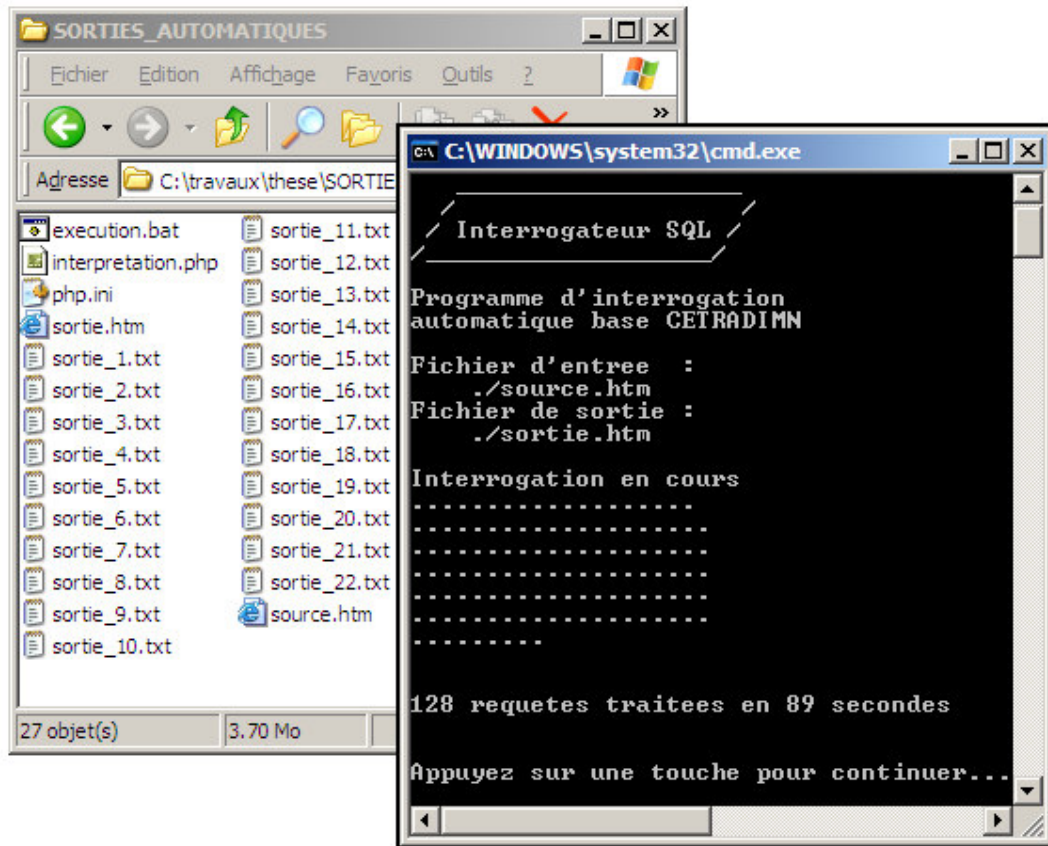 SORTIES_AUTOMATIQUES
Fichier Edition Affichage Favoris Outils ?
»
Adresse C:\travaux\these\SORTIE
execution.bat
interpretation.php
php.ini
sortie.htm
sortie_1.txt
sortie_2.txt
sortie_3.txt
sortie_4.txt
sortie_5.txt
sortie_6.txt
sortie_7.txt
sortie_8.txt
sortie_9.txt
sortie_10.txt
sortie_11.txt
sortie_12.txt
sortie_13.txt
sortie_14.txt
sortie_15.txt
sortie_16.txt
sortie_17.txt
sortie_18.txt
sortie_19.txt
sortie_20.txt
sortie_21.txt
sortie_22.txt
source.htm
27 objet(s) 3.70 Mo
C:\WINDOWS\system32\cmd.exe
Interrogateur SQL
Programme d'interrogation
automatique base CETRADIMN
Fichier d'entree :
./source.htm
Fichier de sortie :
./sortie.htm
Interrogation en cours
...................
....................
....................
....................
....................
....................
.........
128 requetes traitees en 89 secondes
Appuyez sur une touche pour continuer...